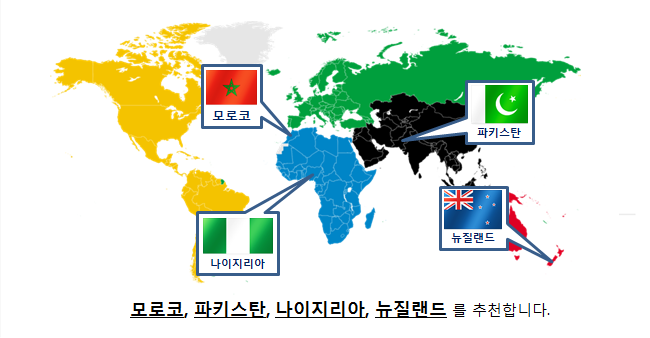 모로코
파키스탄
뉴질랜드
나이지리아
모로코, 파키스탄, 나이지리아, 뉴질랜드 를 추천합니다.